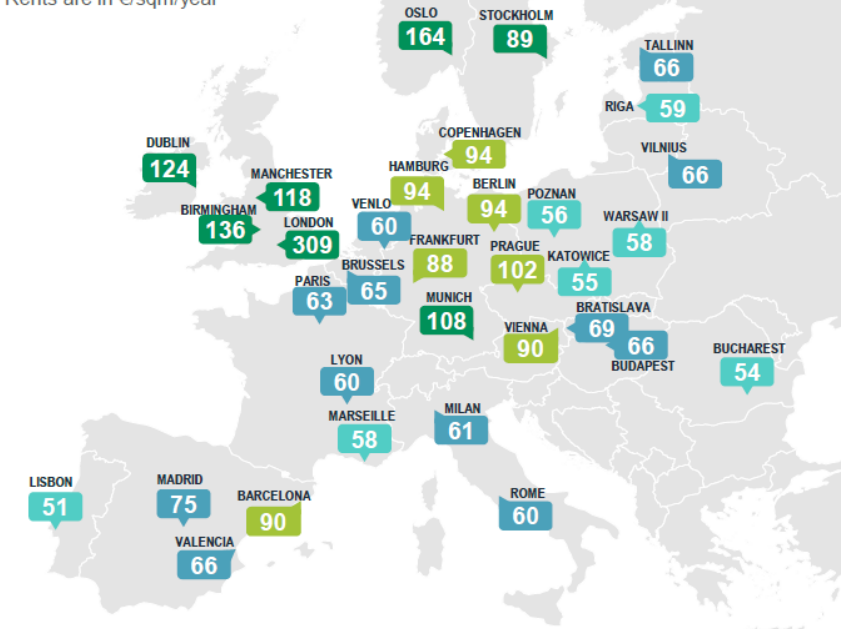 Rents are in €/sqm/year
OSLO
164
STOCKHOLM
89
TALLINN
66
RIGA
59
DUBLIN
124
COPENHAGEN
94
VILNIUS
66
MANCHESTER
118
HAMBURG
94
BERLIN
94
POZNAN
56
BIRMINGHAM
136
VENLO
60
WARSAW II
58
LONDON
309
FRANKFURT
88
PRAGUE
102
KATOWICE
55
BRUSSELS
65
PARIS
63
MUNICH
108
BRATISLAVA
69
VIENNA
90
66
BUDAPEST
BUCHAREST
54
LYON
60
MARSEILLE
58
MILAN
61
LISBON
51
MADRID
75
BARCELONA
90
ROME
60
VALENCIA
66